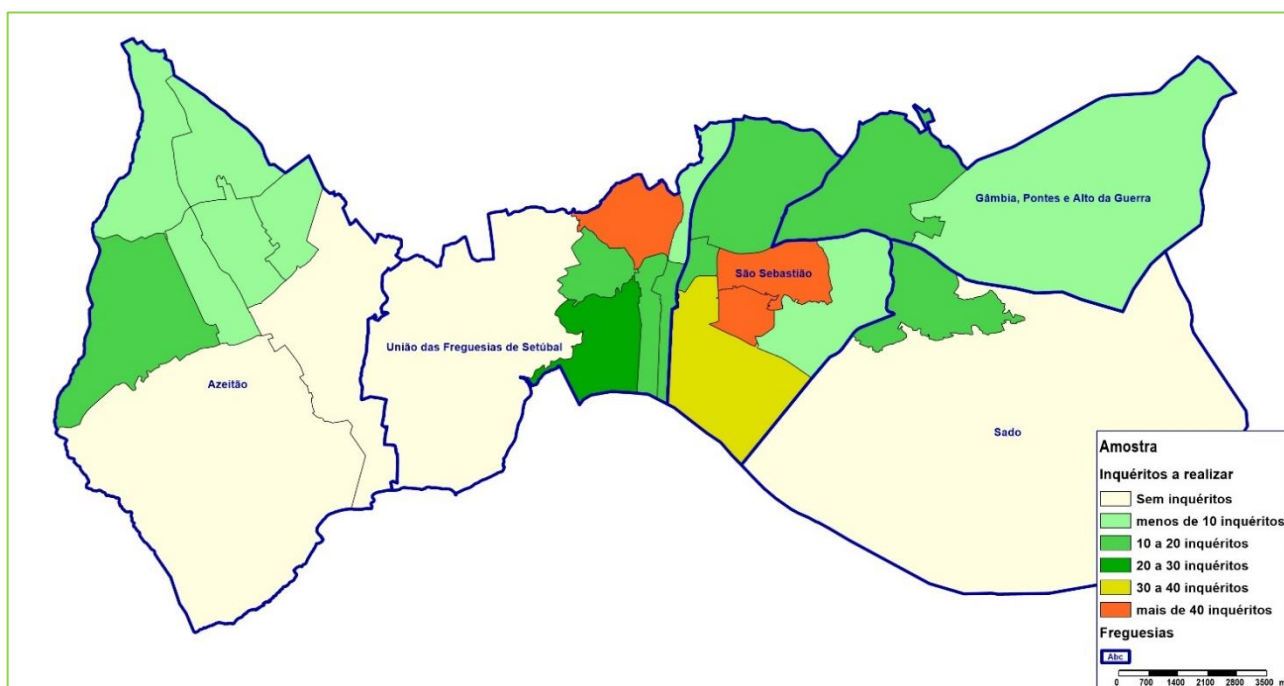 Gâmbia, Pontes e Alto da Guerra
São Sebastião
União das Freguesias de Setúbal
Azeitão
Sado
Amostra
Inquéritos a realizar
Sem inquéritos
menos de 10 inquéritos
10 a 20 inquéritos
20 a 30 inquéritos
30 a 40 inquéritos
mais de 40 inquéritos
Freguesias
Abc
0 700 1400 2100 2800 3500 m